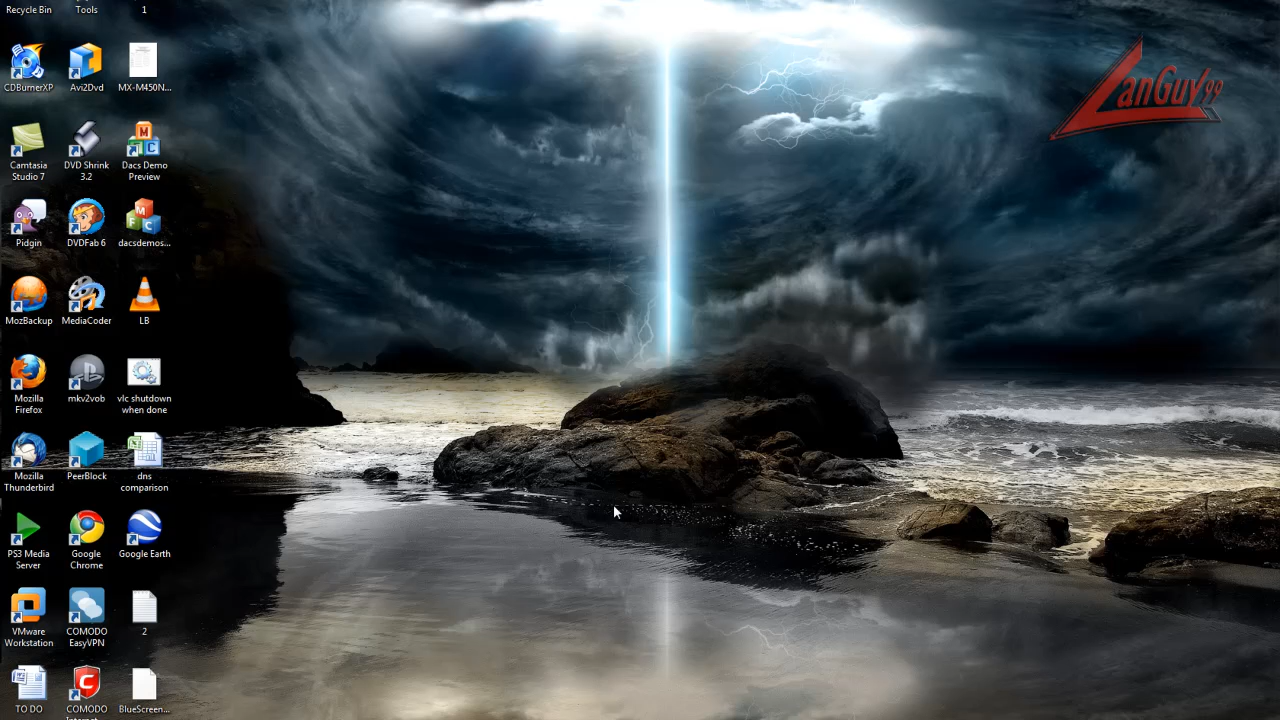 Recycle Bin
Tools
1
CDBurnerXP
Avi2Dvd
MX-M450N...
Camtasia
Studio 7
DVD Shrink
3.2
Dacs Demo
Preview
Pidgin
DVDFab 6
dacsdemos...
MozBackup
MediaCoder
LB
Mozilla
Firefox
mkv2vob
vlc shutdown
when done
Mozilla
Thunderbird
PeerBlock
dns
comparison
PS3 Media
Server
Google
Chrome
Google Earth
VMware
Workstation
COMODO
EasyVPN
2
TO DO
COMODO
Internet
BlueScreen...
LanGuy99